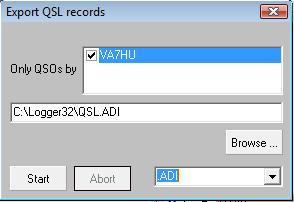 Export QSL records
Only QSOs by
VA7HU
C:\Logger32\QSL.ADI
Browse ...
Start
Abort
.ADI